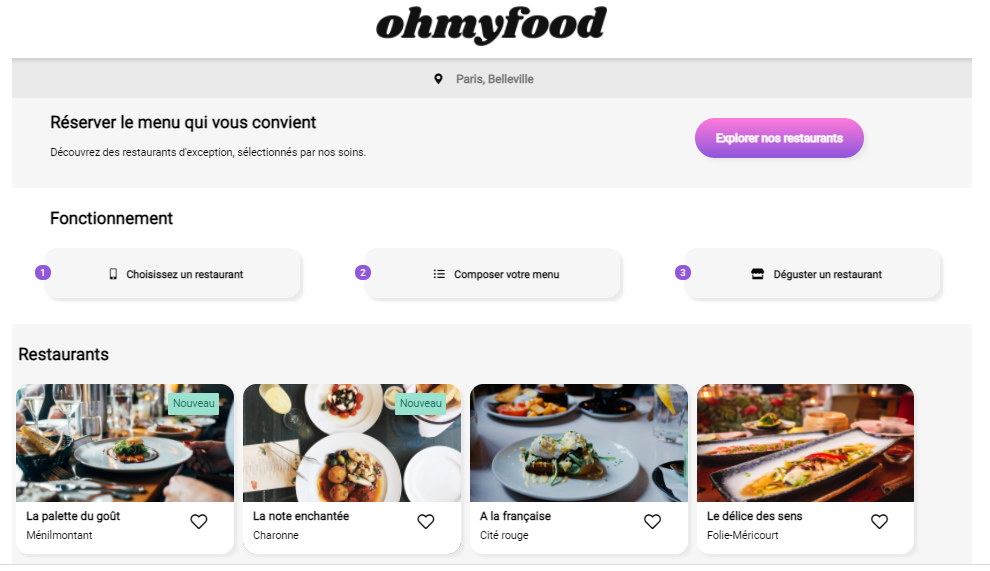 ohmyfood
Paris, Belleville
Réserver le menu qui vous convient
Découvrez des restaurants d'exception, sélectionnés par nos soins.
Explorer nos restaurants
Fonctionnement
1 Choisissez un restaurant
2 Composer votre menu
3 Déguster un restaurant
Restaurants
Nouveau
Nouveau
La palette du goût
Ménilmontant
La note enchantée
Charonne
A la française
Cité rouge
Le délice des sens
Folie-Méricourt